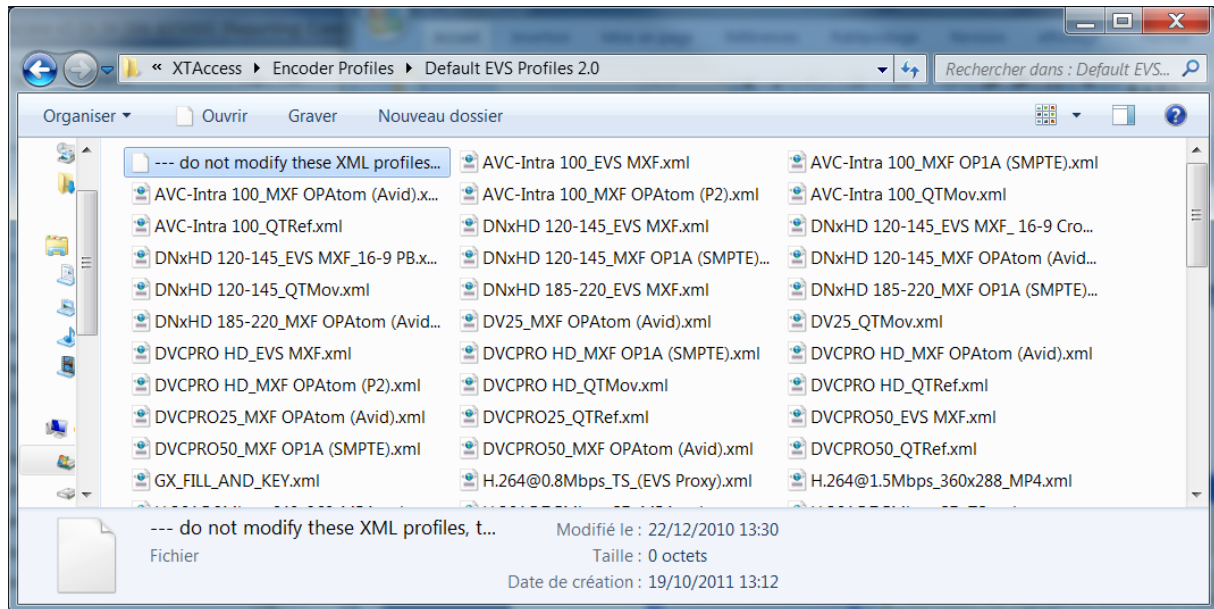 « XTAccess ▸ Encoder Profiles ▸ Default EVS Profiles 2.0
Rechercher dans : Default EVS...
Organiser Ouvrir Graver Nouveau dossier
--- do not modify these XML profiles... AVC-Intra 100_EVS MXF.xml AVC-Intra 100_MXF OP1A (SMPTE).xml
AVC-Intra 100_MXF OPAtom (Avid).x... AVC-Intra 100_MXF OPAtom (P2).xml AVC-Intra 100_QTMov.xml
AVC-Intra 100_QTRef.xml DNxHD 120-145_EVS MXF.xml DNxHD 120-145_EVS MXF_ 16-9 Cro...
DNxHD 120-145_EVS MXF_16-9 PB.x... DNxHD 120-145_MXF OP1A (SMPTE)... DNxHD 120-145_MXF OPAtom (Avid...
DNxHD 120-145_QTMov.xml DNxHD 185-220_EVS MXF.xml DNxHD 185-220_MXF OP1A (SMPTE)...
DNxHD 185-220_MXF OPAtom (Avid... DV25_MXF OPAtom (Avid).xml DV25_QTMov.xml
DVCPRO HD_EVS MXF.xml DVCPRO HD_MXF OP1A (SMPTE).xml DVCPRO HD_MXF OPAtom (Avid).xml
DVCPRO HD_MXF OPAtom (P2).xml DVCPRO HD_QTMov.xml DVCPRO HD_QTRef.xml
DVCPRO25_MXF OPAtom (Avid).xml DVCPRO25_QTRef.xml DVCPRO50_EVS MXF.xml
DVCPRO50_MXF OP1A (SMPTE).xml DVCPRO50_MXF OPAtom (Avid).xml DVCPRO50_QTRef.xml
GX_FILL_AND_KEY.xml H.264@0.8Mbps_TS_(EVS Proxy).xml H.264@1.5Mbps_360x288_MP4.xml
--- do not modify these XML profiles, t... Modifié le : 22/12/2010 13:30
Fichier Taille : 0 octets
Date de création : 19/10/2011 13:12